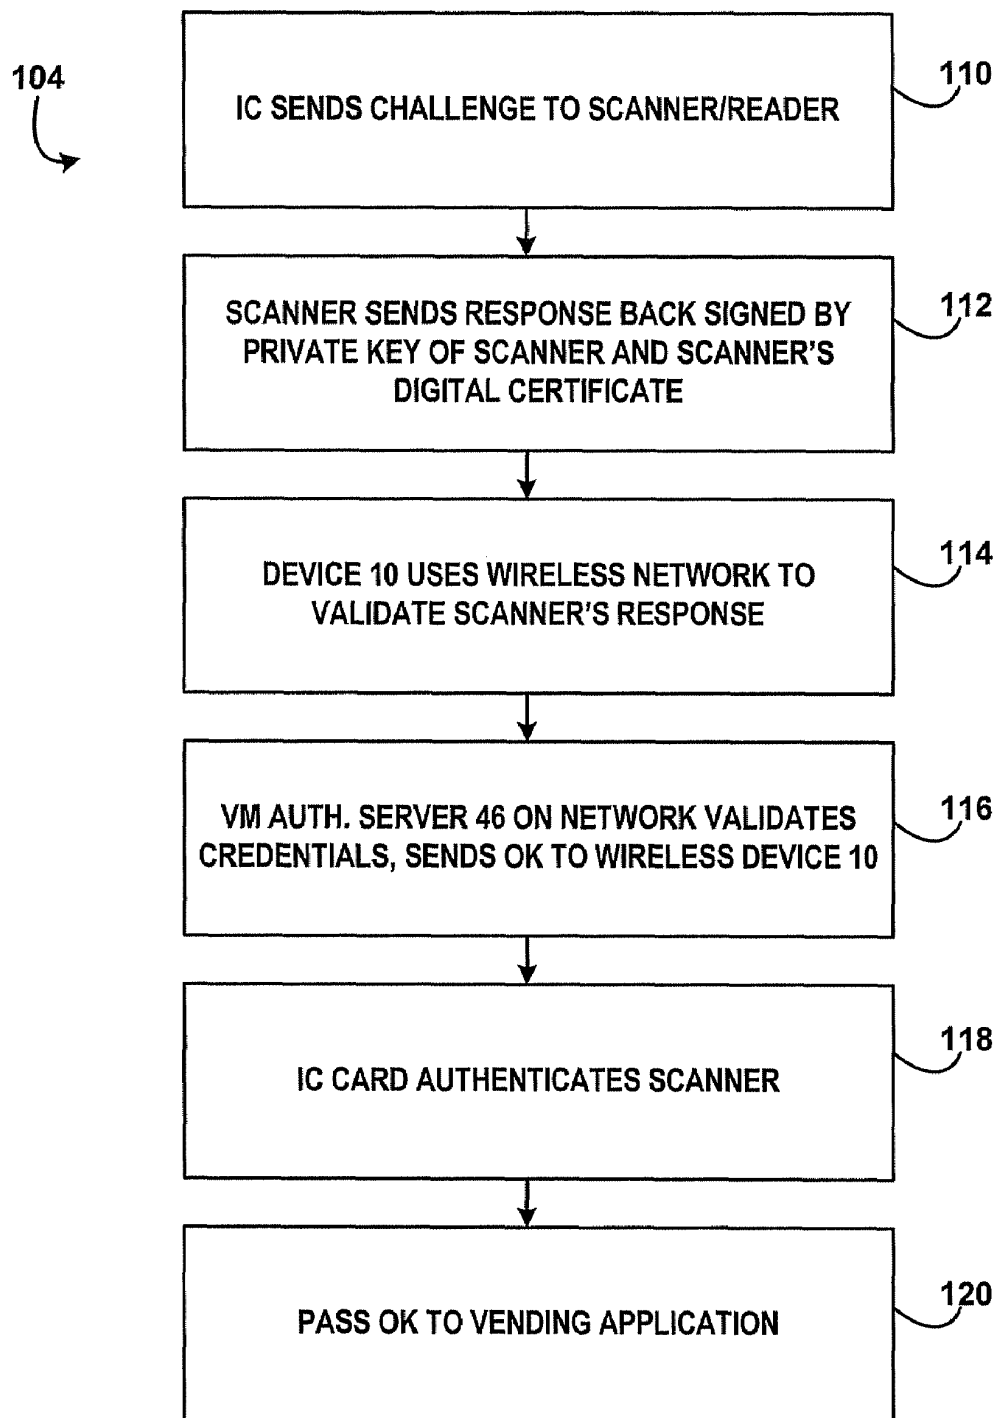 104
110
IC SENDS CHALLENGE TO SCANNER/READER
112
SCANNER SENDS RESPONSE BACK SIGNED BY
PRIVATE KEY OF SCANNER AND SCANNER'S
DIGITAL CERTIFICATE
114
DEVICE 10 USES WIRELESS NETWORK TO
VALIDATE SCANNER'S RESPONSE
116
VM AUTH. SERVER 46 ON NETWORK VALIDATES
CREDENTIALS, SENDS OK TO WIRELESS DEVICE 10
118
IC CARD AUTHENTICATES SCANNER
120
PASS OK TO VENDING APPLICATION